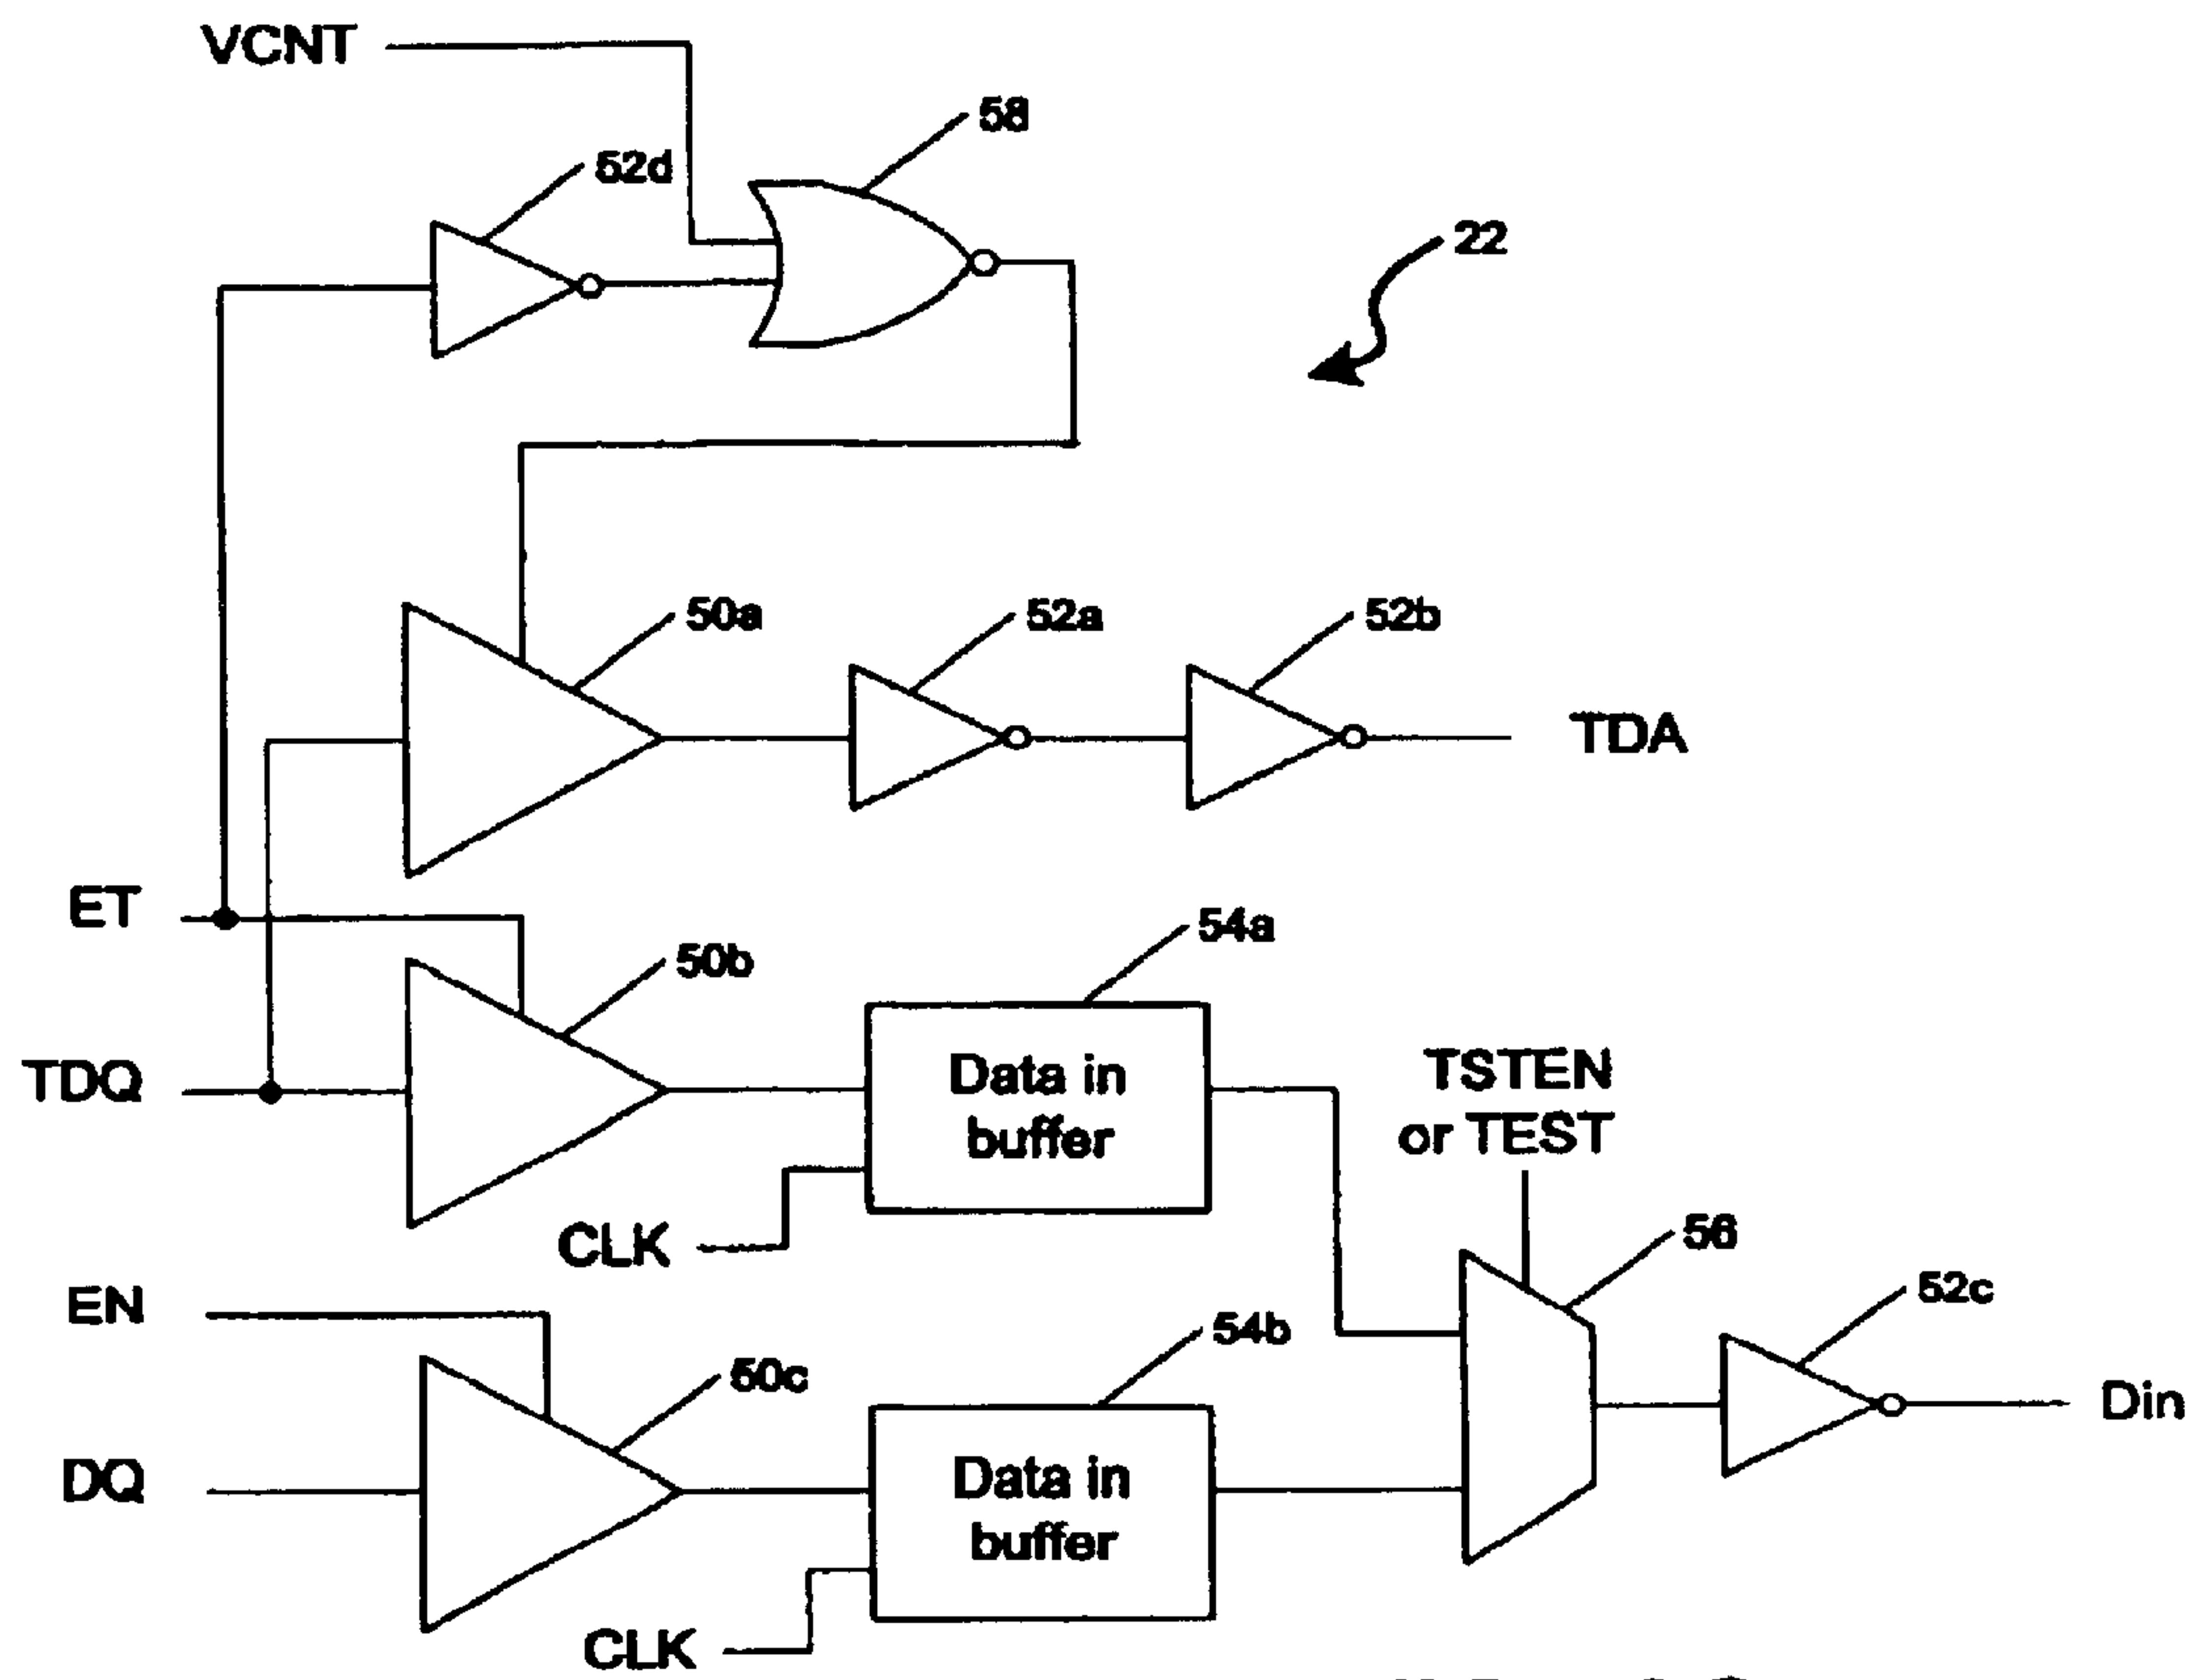 VCNT
58
52d
22
50a
52a
52b
TDA
ET
54a
50b
TDQ
Data in
buffer
TSTEN
or TEST
CLK
56
EN
52c
54b
50c
Din
DQ
Data in
buffer
CLK